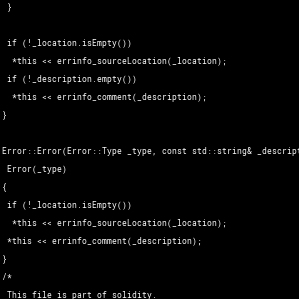 }
if (!_location.isEmpty())
*this << errinfo_sourceLocation(_location);
if (!_description.empty())
*this << errinfo_comment(_description);
}
Error::Error(Error::Type _type, const std::string& _descript
Error(_type)
{
if (!_location.isEmpty())
*this << errinfo_sourceLocation(_location);
*this << errinfo_comment(_description);
}
/*
This file is part of solidity.